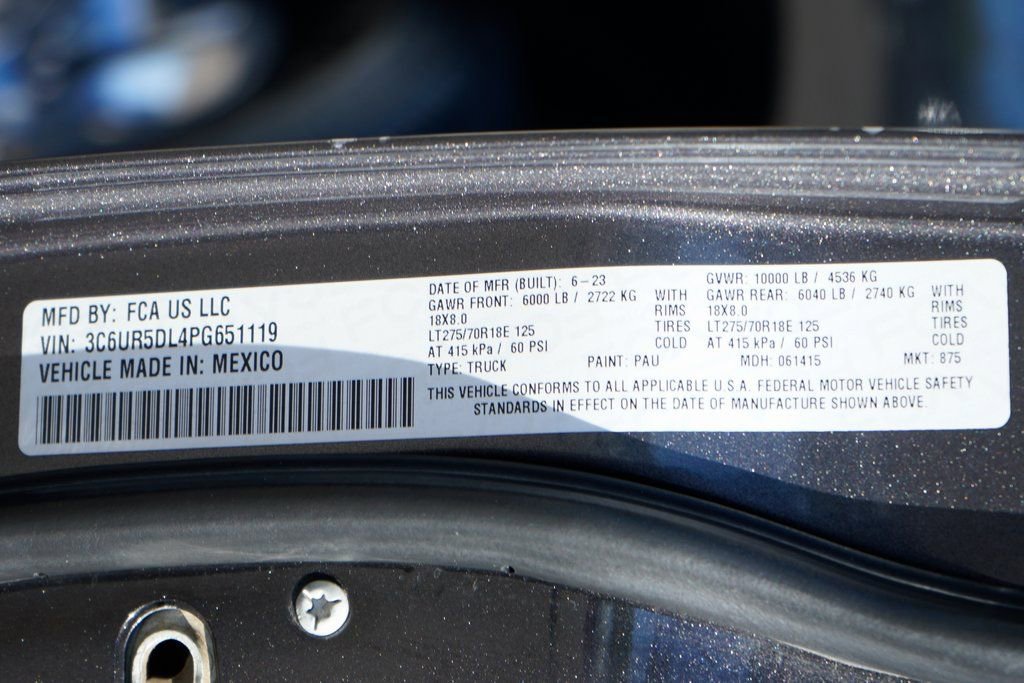 MFD BY: FCA US LLC
VIN: 3C6UR5DL4PG651119
VEHICLE MADE IN: MEXICO
DATE OF MFR (BUILT): 6-23
GAWR FRONT: 6000 LB / 2722 KG WITH
18X8.0 RIMS
LT275/70R18E 125 TIRES
AT 415 kPa / 60 PSI COLD
GVWR: 10000 LB / 4536 KG
GAWR REAR: 6040 LB / 2740 KG WITH
18X8.0 RIMS
LT275/70R18E 125 TIRES
AT 415 kPa / 60 PSI COLD
TYPE: TRUCK PAINT: PAU MDH: 061415 MKT: 875
THIS VEHICLE CONFORMS TO ALL APPLICABLE U.S.A. FEDERAL MOTOR VEHICLE SAFETY
STANDARDS IN EFFECT ON THE DATE OF MANUFACTURE SHOWN ABOVE.